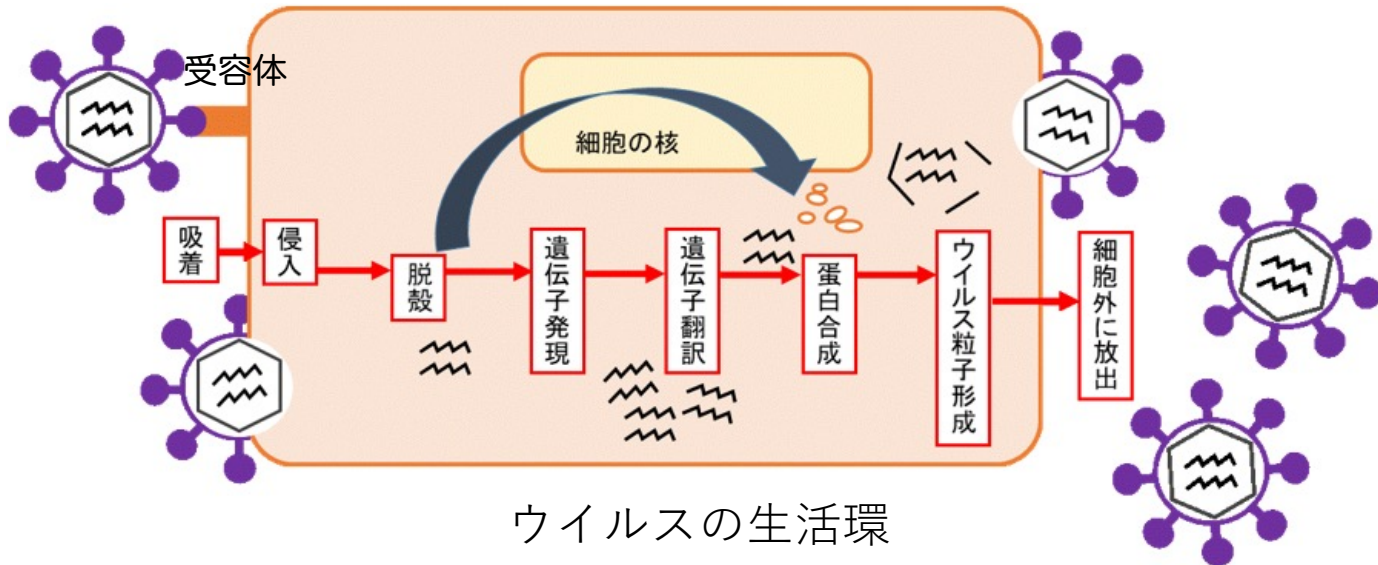 受容体
細胞の核
吸着
侵入
脱殻
遺伝子発現
遺伝子翻訳
蛋白合成
ウイルス粒子形成
細胞外に放出
ウイルスの生活環